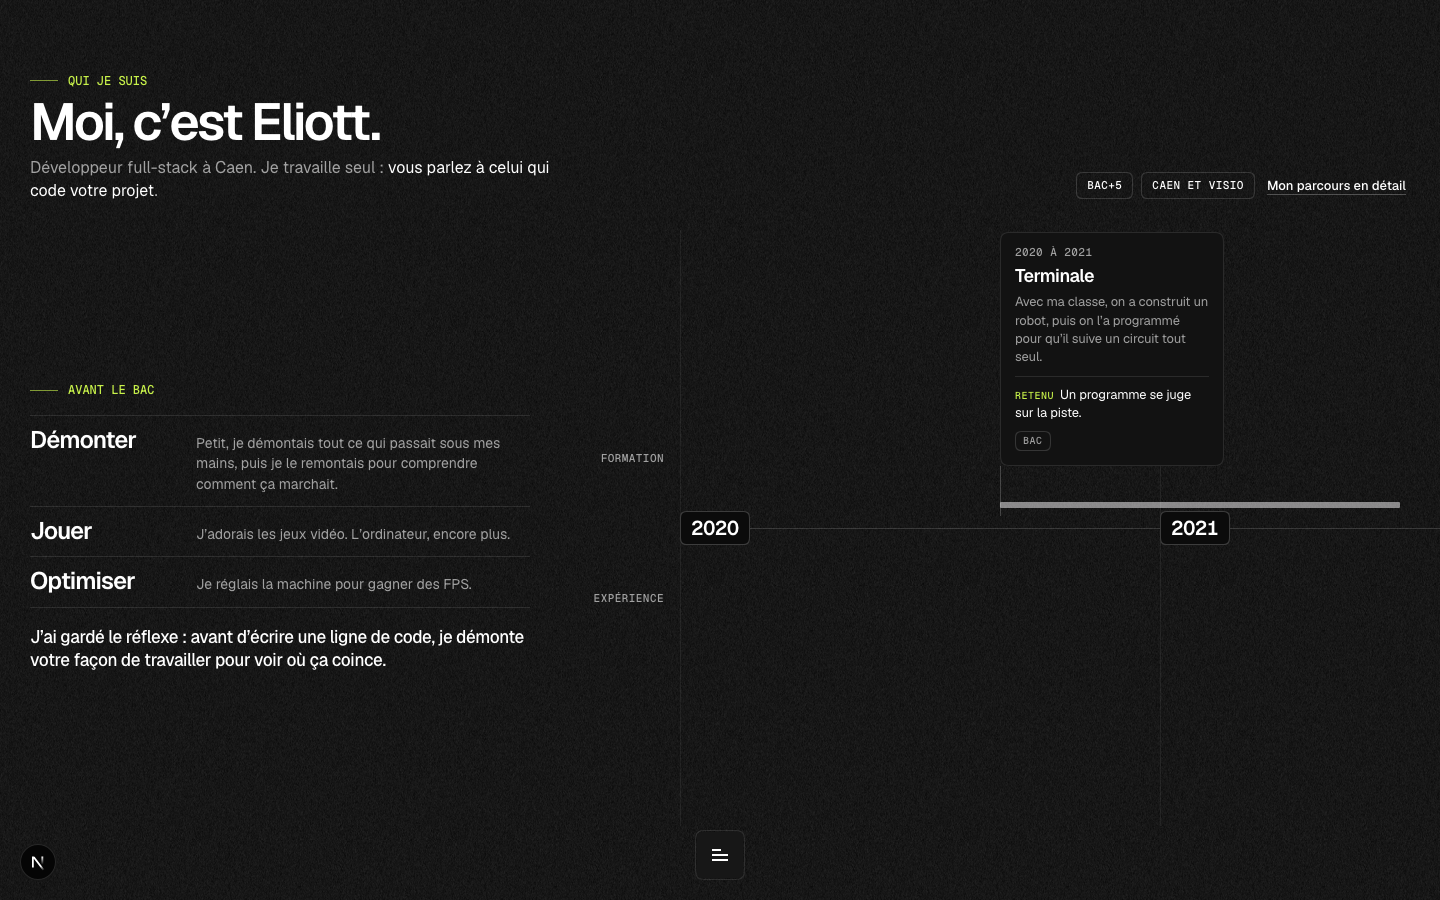 QUI JE SUIS
Moi, c’est Eliott.
Développeur full-stack à Caen. Je travaille seul : vous parlez à celui qui
code votre projet.
BAC+5
CAEN ET VISIO
Mon parcours en détail
2020 À 2021
Terminale
Avec ma classe, on a construit un
robot, puis on l’a programmé
pour qu’il suive un circuit tout
seul.
RETENU Un programme se juge
sur la piste.
BAC
AVANT LE BAC
Démonter
Petit, je démontais tout ce qui passait sous mes
mains, puis je le remontais pour comprendre
comment ça marchait.
Jouer
J’adorais les jeux vidéo. L’ordinateur, encore plus.
Optimiser
Je réglais la machine pour gagner des FPS.
J’ai gardé le réflexe : avant d’écrire une ligne de code, je démonte
votre façon de travailler pour voir où ça coince.
FORMATION
2020
2021
EXPÉRIENCE
N